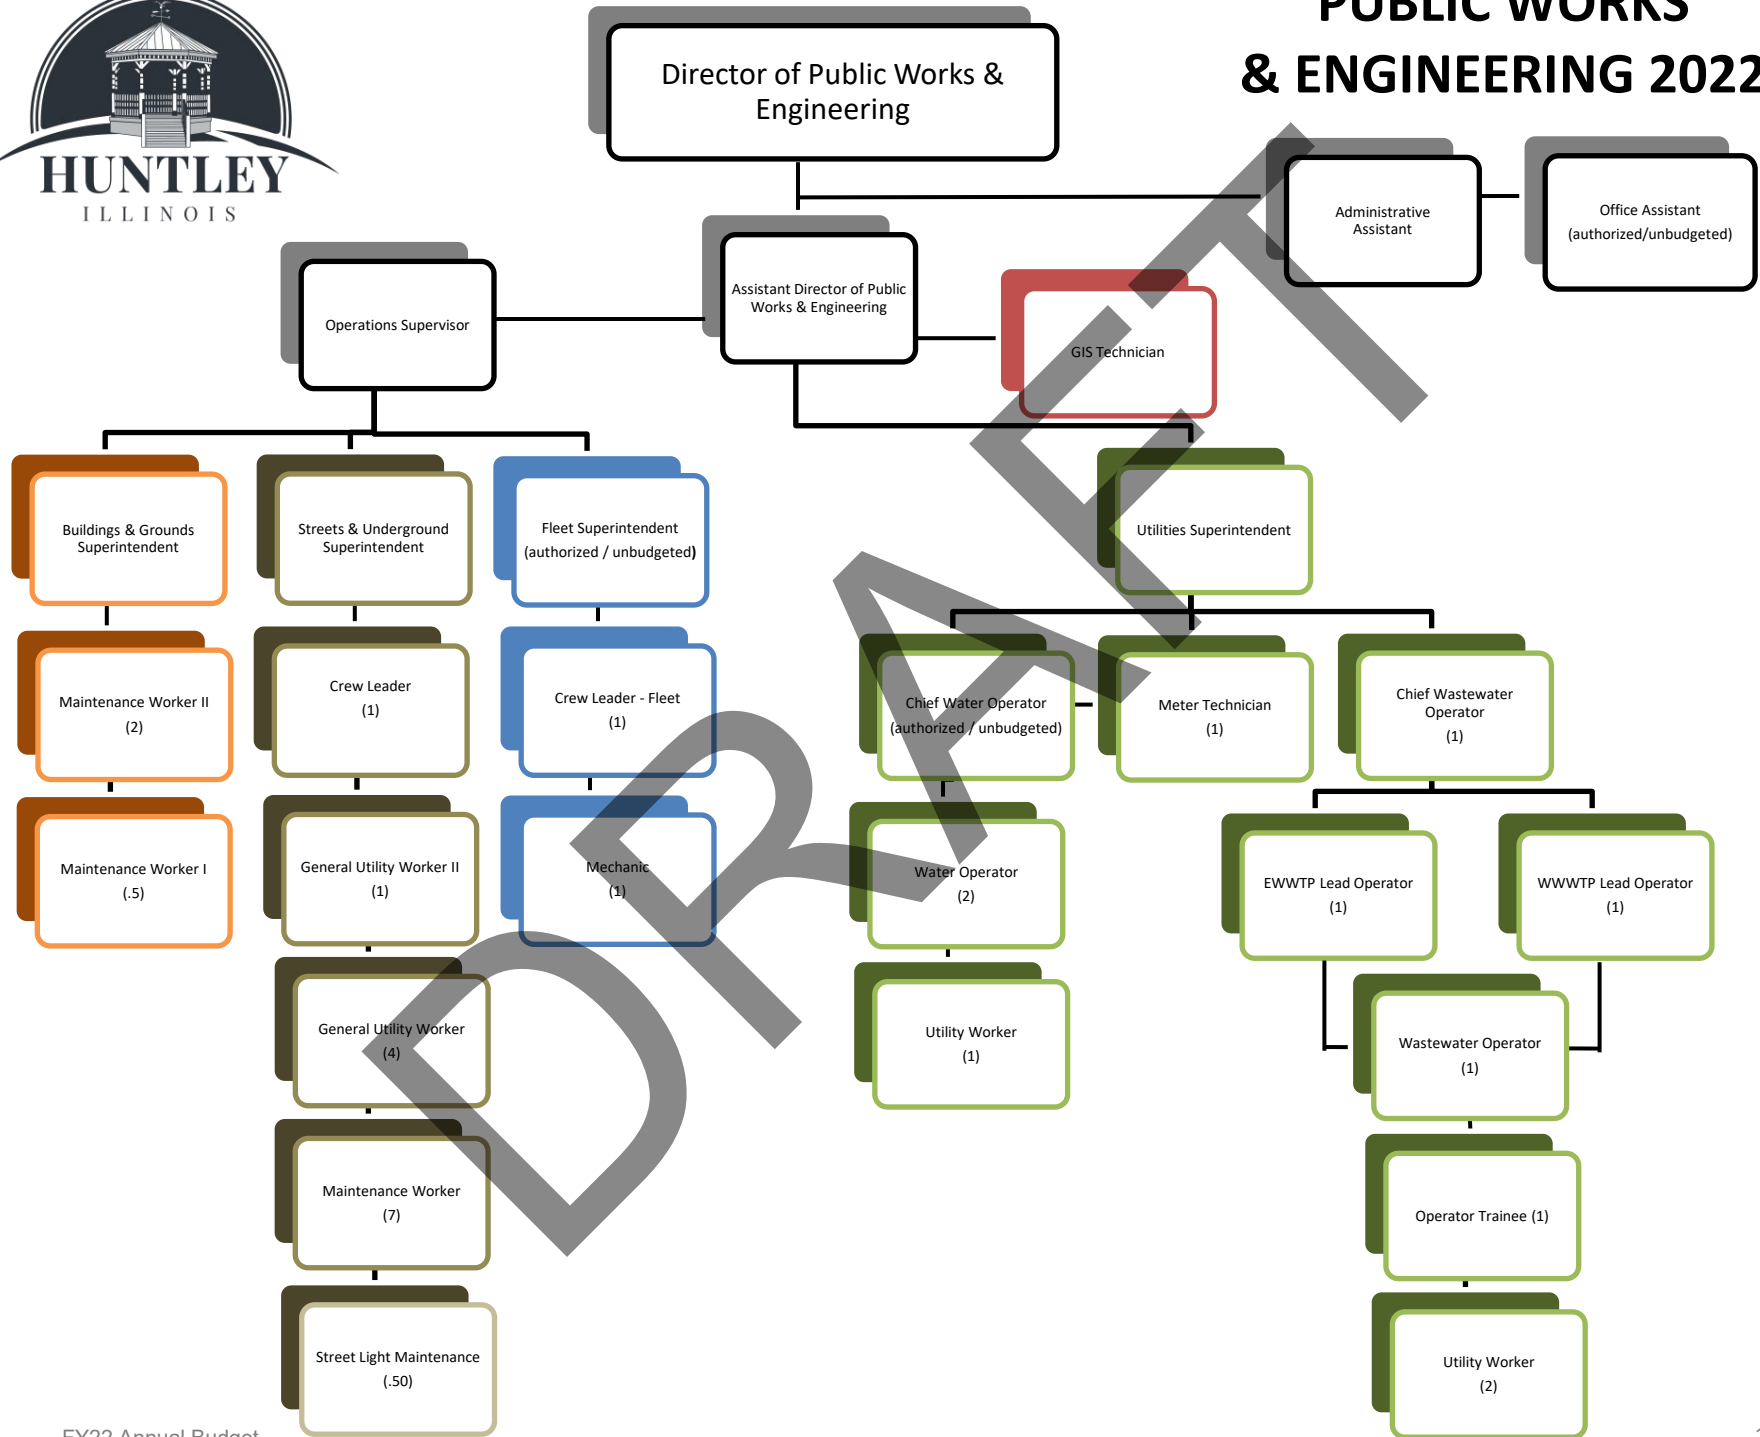 PUBLIC WORKS
& ENGINEERING 2022
HUNTLEY
ILLINOIS
Director of Public Works &
Engineering
Administrative
Assistant
Office Assistant
(authorized/unbudgeted)
Operations Supervisor
Assistant Director of Public
Works & Engineering
GIS Technician
Buildings & Grounds
Superintendent
Streets & Underground
Superintendent
Fleet Superintendent
(authorized / unbudgeted)
Utilities Superintendent
Maintenance Worker II
(2)
Crew Leader
(1)
Crew Leader - Fleet
(1)
Chief Water Operator
(authorized / unbudgeted)
Meter Technician
(1)
Chief Wastewater
Operator
(1)
Maintenance Worker I
(.5)
General Utility Worker II
(1)
Mechanic
(1)
Water Operator
(2)
EWWTP Lead Operator
(1)
WWWTP Lead Operator
(1)
General Utility Worker
(4)
Utility Worker
(1)
Wastewater Operator
(1)
Maintenance Worker
(7)
Operator Trainee (1)
Street Light Maintenance
(.50)
Utility Worker
(2)
DRAFT
FY22 Annual Budget